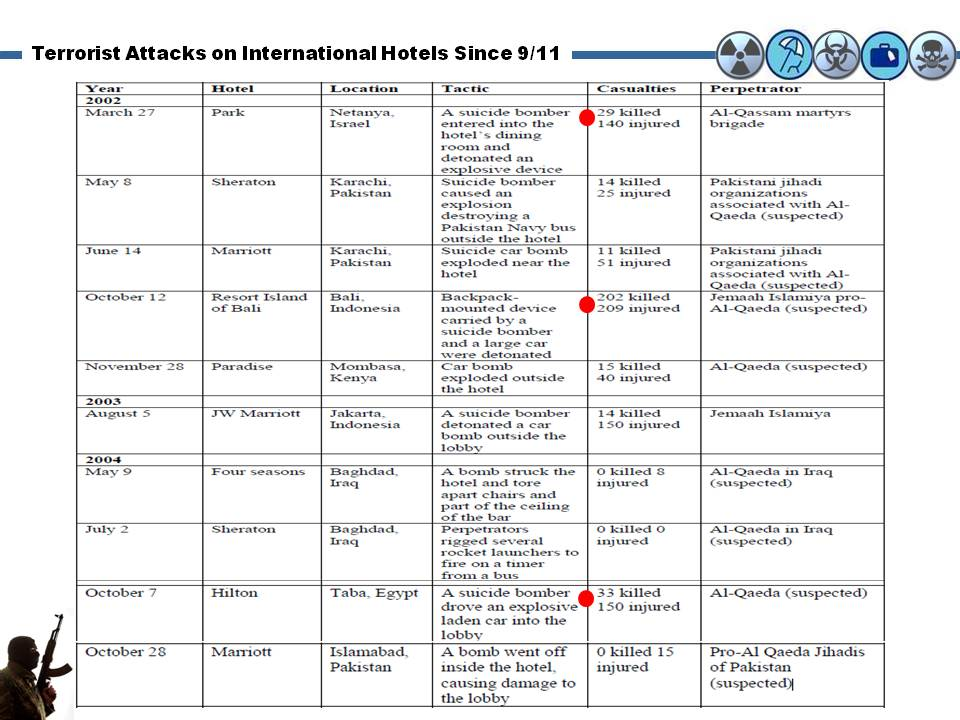 Terrorist Attacks on International Hotels Since 9/11
Year Hotel Location Tactic Casualties Perpetrator
2002
March 27 Park Netanya, A suicide bomber 29 killed Al-Qassam martyrs
Israel entered into the 140 injured brigade
hotel`s dining
room and
detonated an
explosive device
May 8 Sheraton Karachi, Suicide bomber 14 killed Pakistani jihadi
Pakistan caused an 25 injured organizations
explosion associated with Al-
destroying a Qaeda (suspected)
Pakistan Navy bus
outside the hotel
June 14 Marriott Karachi, Suicide car bomb 11 killed Pakistani jihadi
Pakistan exploded near the 51 injured organizations
hotel associated with Al-
Qaeda (suspected)
October 12 Resort Island Bali, Backpack- 202 killed Jemaah Islamiya pro-
of Bali Indonesia mounted device 209 injured Al-Qaeda (suspected)
carried by a
suicide bomber
and a large car
were detonated
November 28 Paradise Mombasa, Car bomb 15 killed Al-Qaeda (suspected)
Kenya exploded outside 40 injured
the hotel
2003
August 5 JW Marriott Jakarta, A suicide bomber 14 killed Jemaah Islamiya
Indonesia detonated a car 150 injured
bomb outside the
lobby
2004
May 9 Four seasons Baghdad, A bomb struck the 0 killed 8 Al-Qaeda in Iraq
Iraq hotel and tore injured (suspected)
apart chairs and
part of the ceiling
of the bar
July 2 Sheraton Baghdad, Perpetrators 0 killed 0 Al-Qaeda in Iraq
Iraq rigged several injured (suspected)
rocket launchers to
fire on a timer
from a bus
October 7 Hilton Taba, Egypt A suicide bomber 33 killed Al-Qaeda (suspected)
drove an explosive 150 injured
laden car into the
lobby
October 28 Marriott Islamabad, A bomb went off 0 killed 15 Pro-Al Qaeda Jihadis
Pakistan inside the hotel, injured of Pakistan
causing damage to (suspected)
the lobby